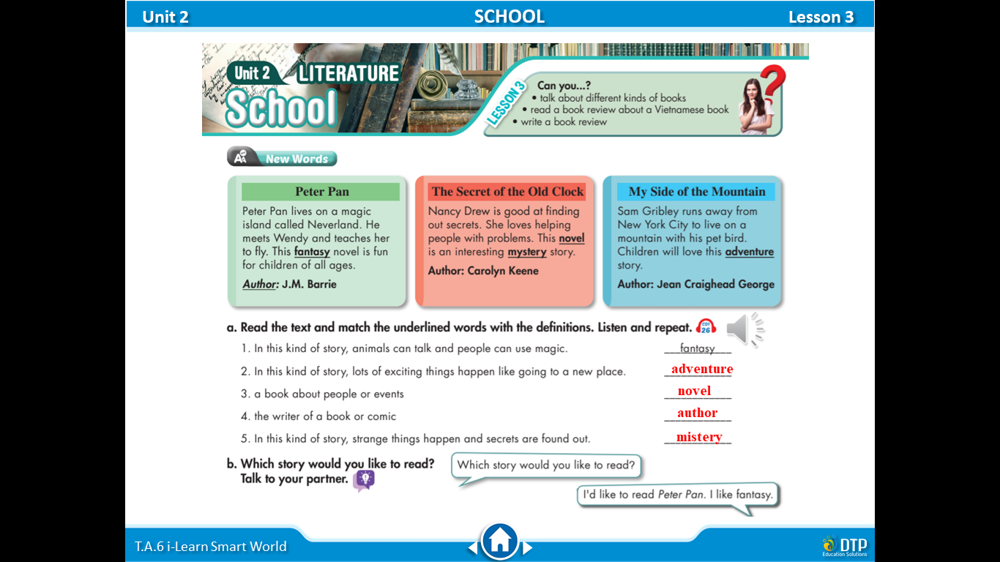 Unit 2
SCHOOL
Lesson 3
Unit 2
LITERATURE
School
LESSON 3
Can you...?
• talk about different kinds of books
• read a book review about a Vietnamese book
• write a book review
New Words
Peter Pan
Peter Pan lives on a magic
island called Neverland. He
meets Wendy and teaches her
to fly. This fantasy novel is fun
for children of all ages.
Author: J.M. Barrie
The Secret of the Old Clock
Nancy Drew is good at finding
out secrets. She loves helping
people with problems. This novel
is an interesting mystery story.
Author: Carolyn Keene
My Side of the Mountain
Sam Gribley runs away from
New York City to live on a
mountain with his pet bird.
Children will love this adventure
story.
Author: Jean Craighead George
a. Read the text and match the underlined words with the definitions. Listen and repeat.
CD1
26
1. In this kind of story, animals can talk and people can use magic. fantasy
2. In this kind of story, lots of exciting things happen like going to a new place. adventure
3. a book about people or events novel
4. the writer of a book or comic author
5. In this kind of story, strange things happen and secrets are found out. mistery
b. Which story would you like to read?
Talk to your partner.
Which story would you like to read?
I'd like to read Peter Pan. I like fantasy.
T.A.6 i-Learn Smart World
DTP
Education Solutions